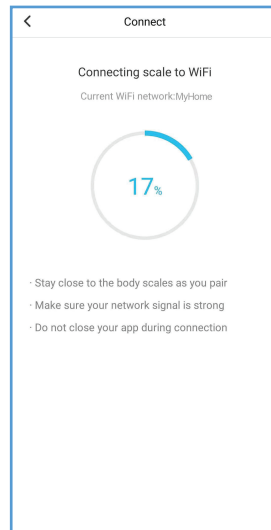 Connect
Connecting scale to WiFi
Current WiFi network:MyHome
17%
· Stay close to the body scales as you pair
· Make sure your network signal is strong
· Do not close your app during connection